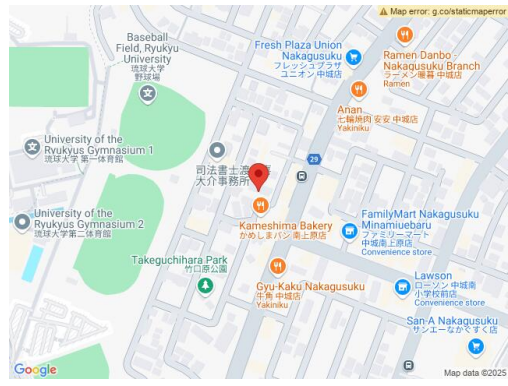 Map error: g.co/staticmaperror
Baseball
Field, Ryukyu
University
琉球大学
野球場
Fresh Plaza Union
Nakagusuku
フレッシュプラザ
ユニオン 中城店
Ramen Danbo -
Nakagusuku Branch
ラーメン暖暮 中城店
Ramen
Anan
七輪焼肉 安安 中城店
Yakiniku
University of the
Ryukyus Gymnasium 1
琉球大学 第一体育館
29
司法書士渡
大介事務所
University of the
Ryukyus Gymnasium 2
琉球大学第二体育館
Kameshima Bakery
かめしまパン 南上原店
FamilyMart Nakagusuku
Minamiuebaru
ファミリーマート
中城南上原店
Convenience store
Takeguchihara Park
竹口原公園
Gyu-Kaku Nakagusuku
牛角 中城店
Yakiniku
Lawson
ローソン 中城南
小学校前店
Convenience store
San-A Nakagusuku
サンエーなかぐすく店
Google
Map data ©2025